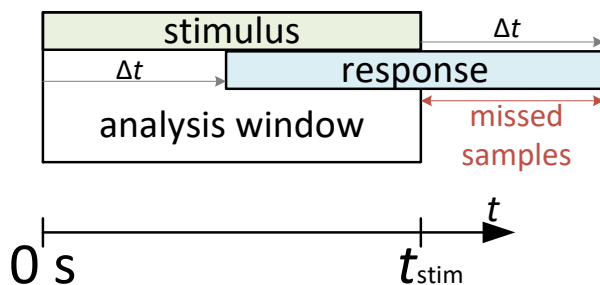 stimulus
Δt
Δt
response
analysis window
missed
samples
t
0 s
tstim